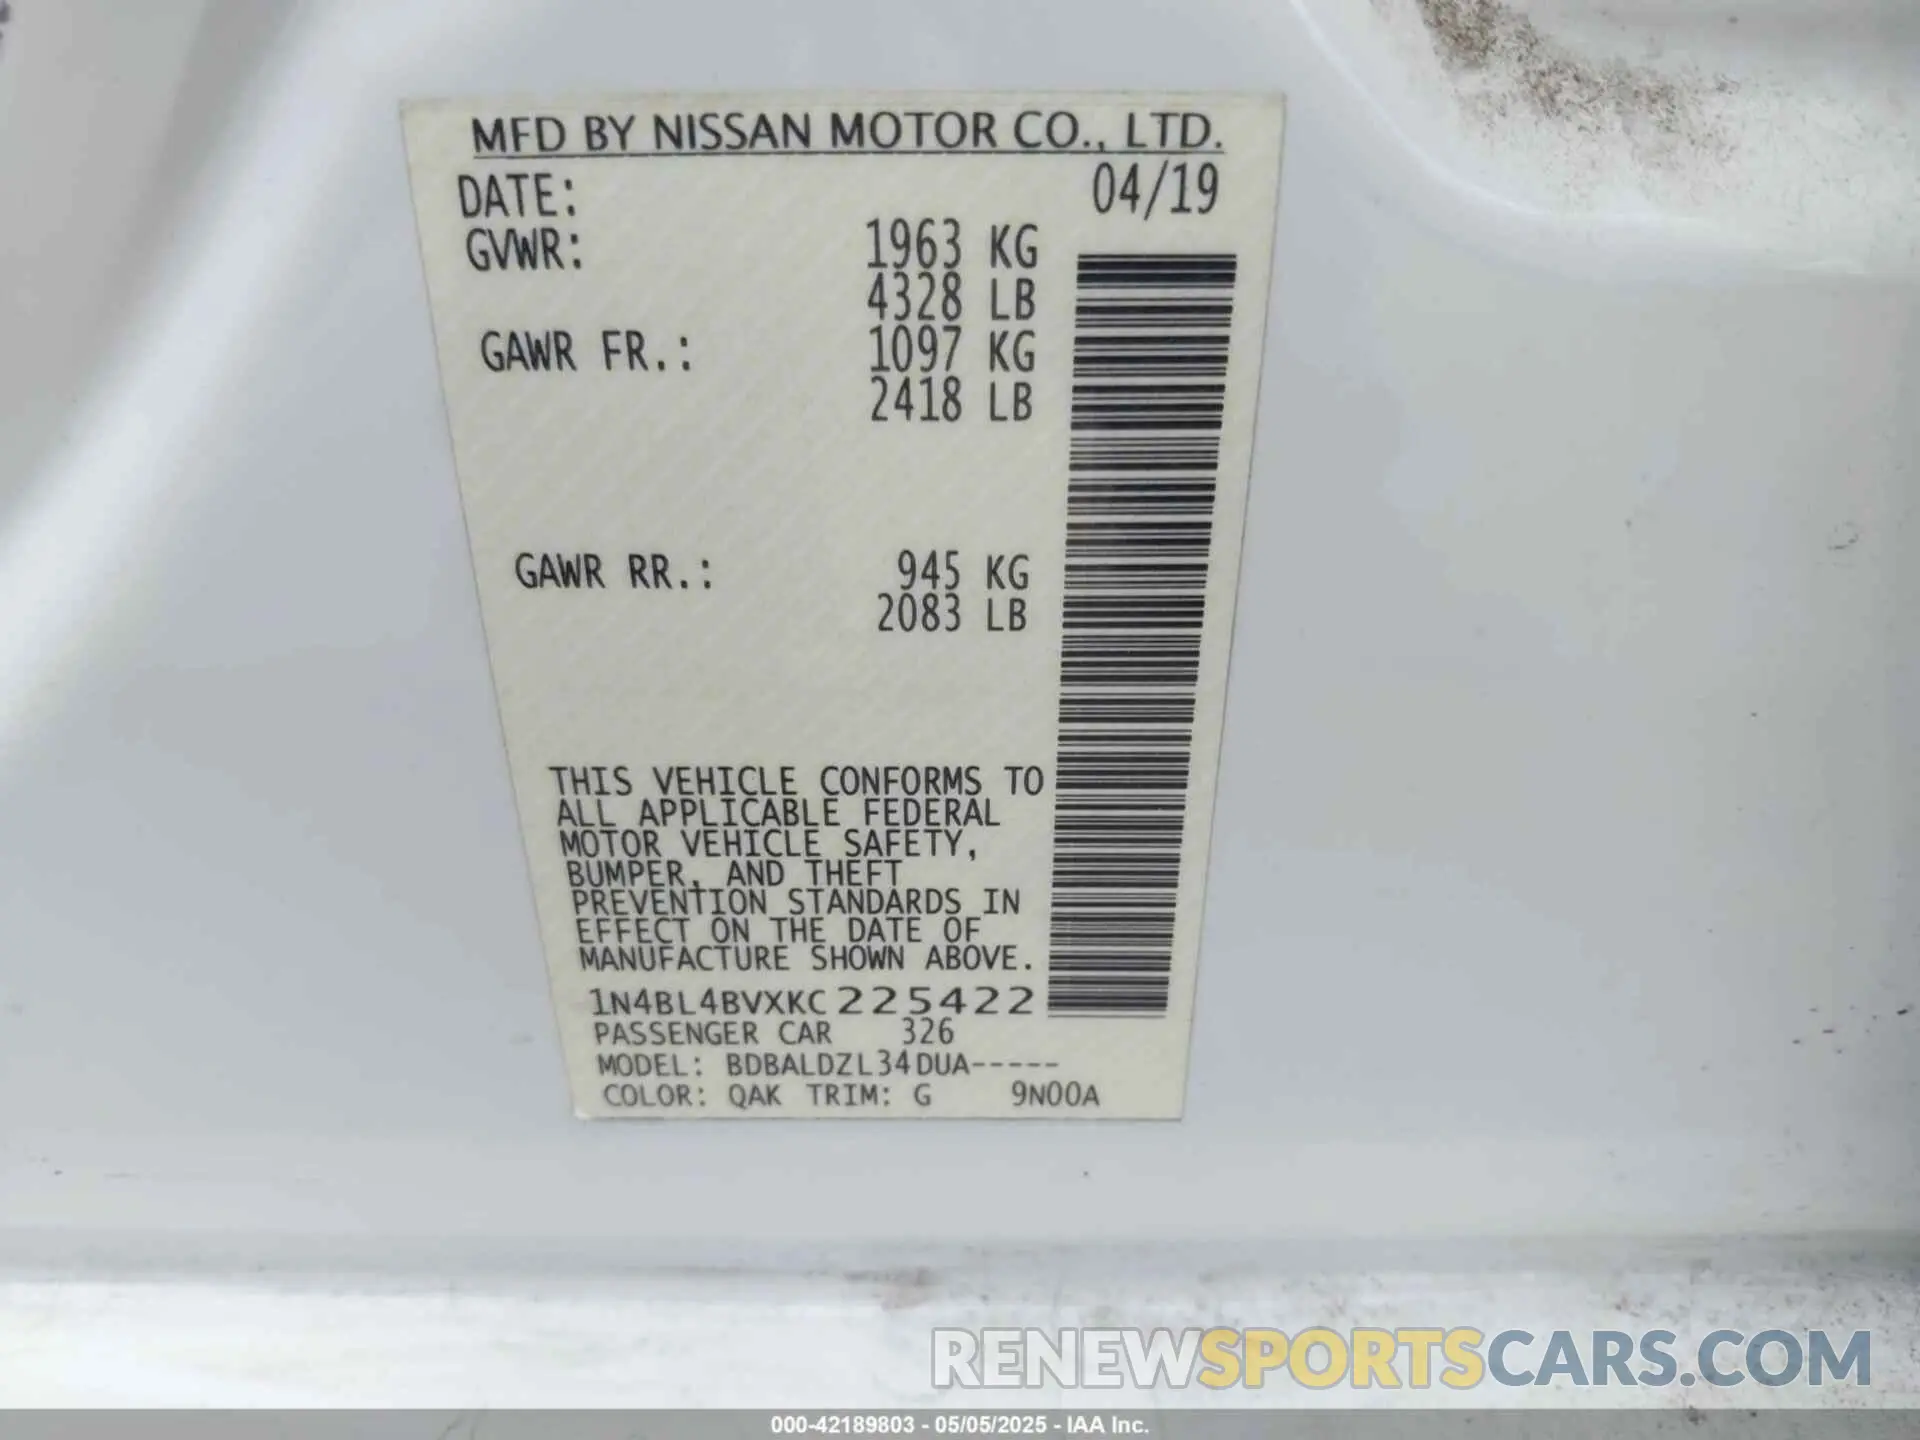 MFD BY NISSAN MOTOR CO., LTD.
DATE: 04/19
GVWR: 1963 KG
4328 LB
GAWR FR.: 1097 KG
2418 LB
GAWR RR.: 945 KG
2083 LB
THIS VEHICLE CONFORMS TO
ALL APPLICABLE FEDERAL
MOTOR VEHICLE SAFETY,
BUMPER, AND THEFT
PREVENTION STANDARDS IN
EFFECT ON THE DATE OF
MANUFACTURE SHOWN ABOVE.
1N4BL4BVXKC225422
PASSENGER CAR 326
MODEL: BDBALDZL34DUA-----
COLOR: QAK TRIM: G 9N00A
RENEWSPORTSCARS.COM
000-42189803 - 05/05/2025 - IAA Inc.